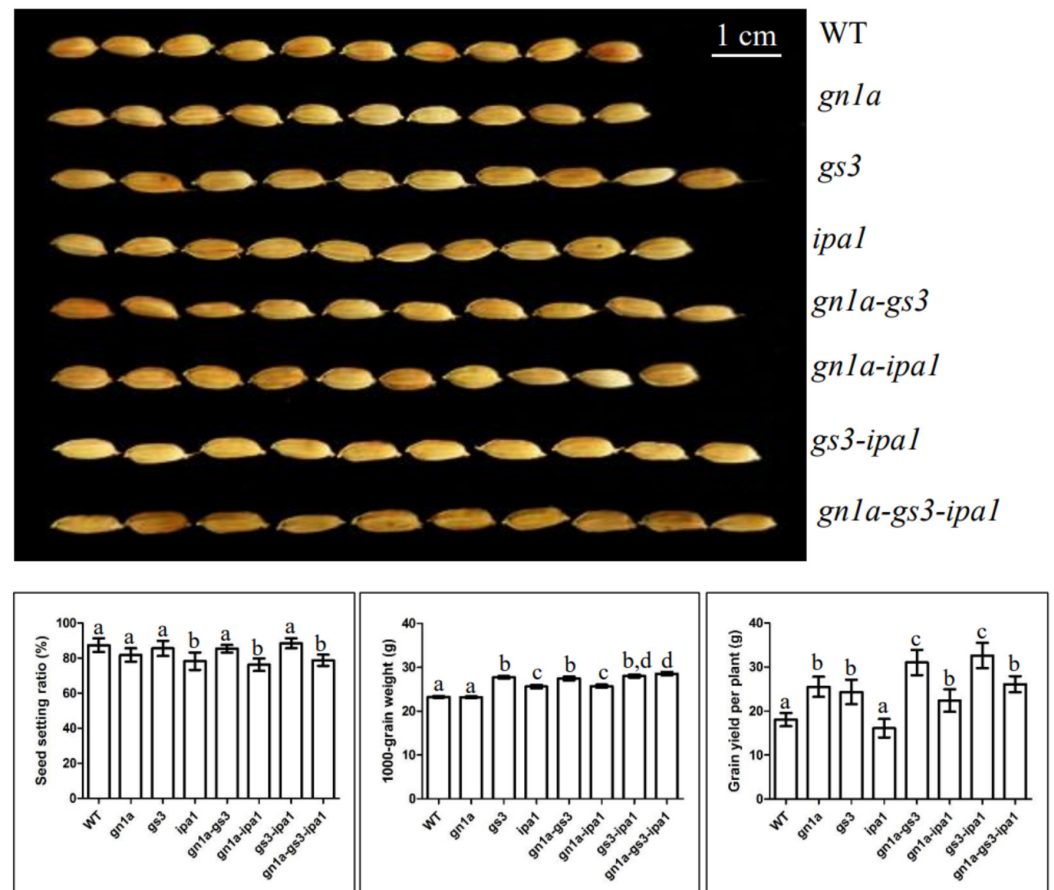 1 cm
WT
gn1a
gs3
ipa1
gn1a-gs3
gn1a-ipa1
gs3-ipa1
gn1a-gs3-ipa1
Seed setting ratio (%)
100
80
60
40
20
0
a a a b a b a b
WT gn1a gs3 ipa1 gn1a-gs3 gn1a-ipa1 gs3-ipa1 gn1a-gs3-ipa1
1000-grain weight (g)
40
30
20
10
0
a a b c b c b,d d
WT gn1a gs3 ipa1 gn1a-gs3 gn1a-ipa1 gs3-ipa1 gn1a-gs3-ipa1
Grain yield per plant (g)
40
30
20
10
0
a b b a c b c b
WT gn1a gs3 ipa1 gn1a-gs3 gn1a-ipa1 gs3-ipa1 gn1a-gs3-ipa1